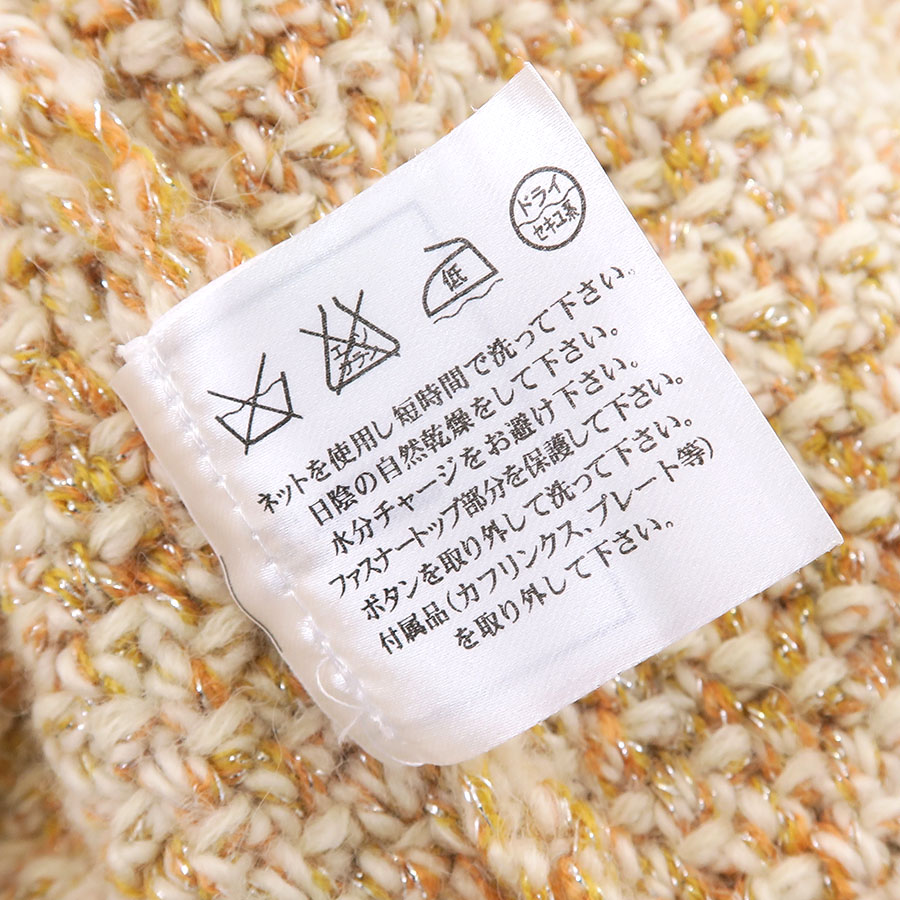 エンソ
カラサ
低
ドライ
セキユ系
ネットを使用し短時間で洗って下さい。
日陰の自然乾燥をして下さい。
水分チャージをお避け下さい。
ファスナートップ部分を保護して下さい。
ボタンを取り外して洗って下さい。
付属品(カフリンクス、プレート等)
を取り外して下さい。